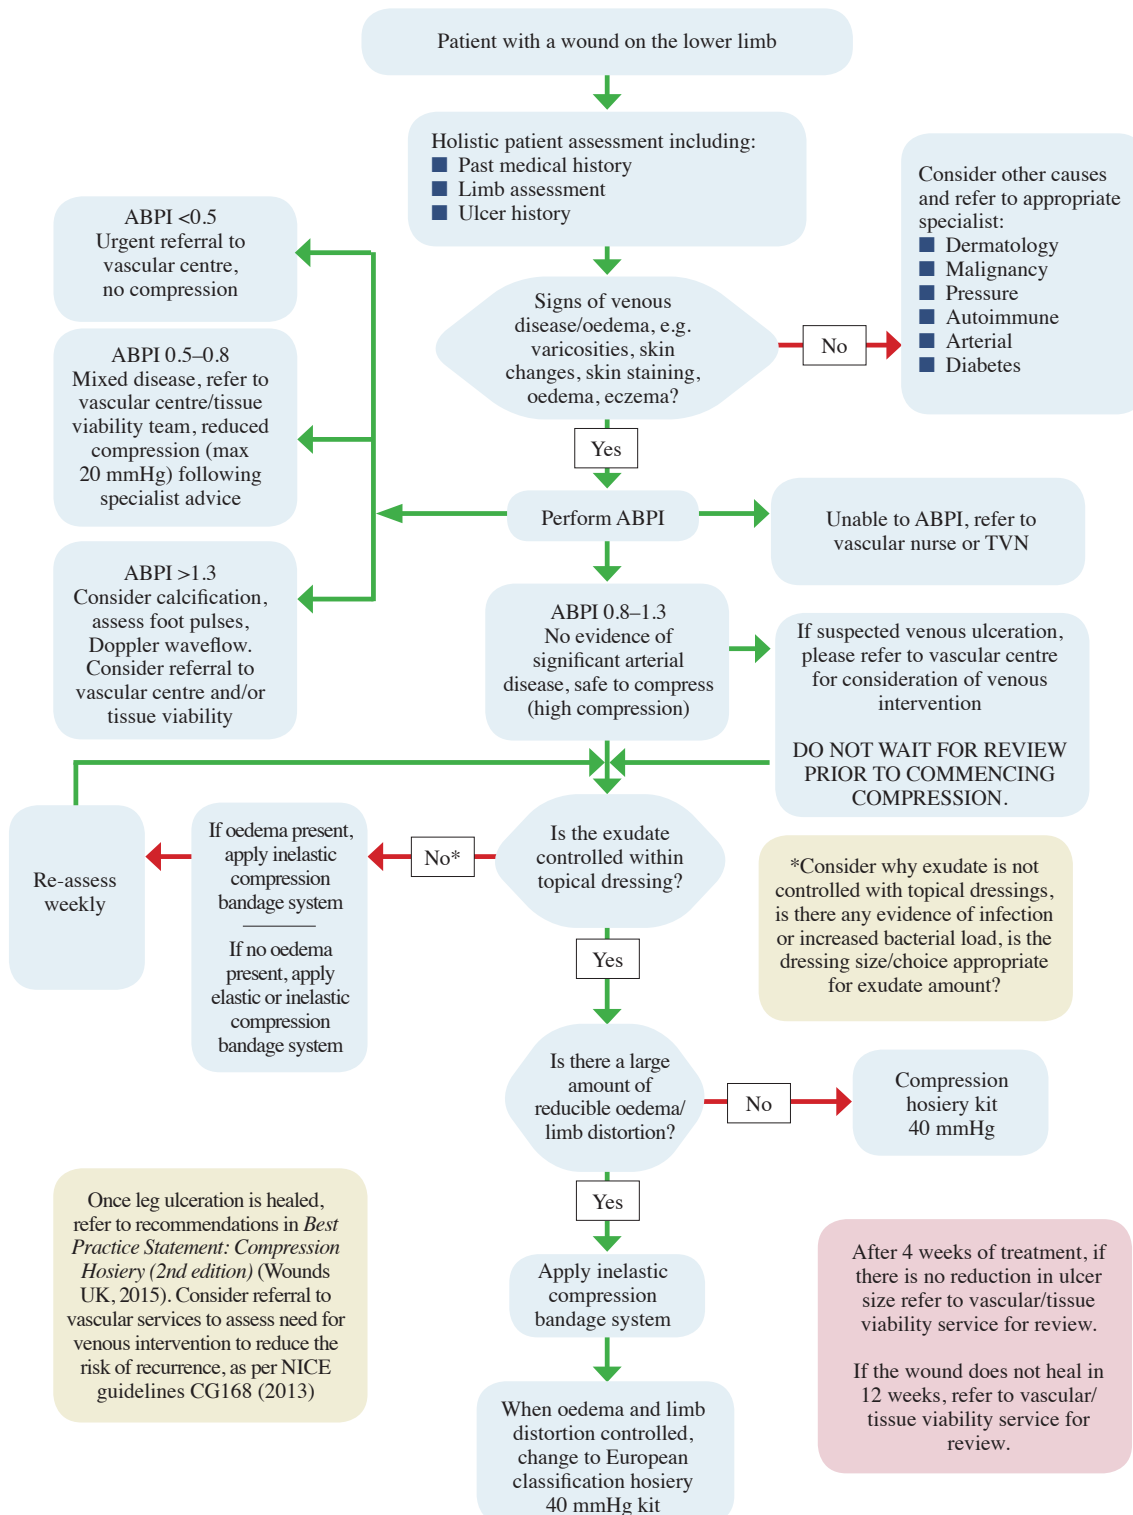 Patient with a wound on the lower limb
Holistic patient assessment including:
Past medical history
Limb assessment
Ulcer history
Consider other causes
and refer to appropriate
specialist:
Dermatology
Malignancy
Pressure
Autoimmune
Arterial
Diabetes
ABPI <0.5
Urgent referral to
vascular centre,
no compression
Signs of venous
disease/oedema, e.g.
varicosities, skin
changes, skin staining,
oedema, eczema?
No
ABPI 0.5–0.8
Mixed disease, refer to
vascular centre/tissue
viability team, reduced
compression (max
20 mmHg) following
specialist advice
Yes
Perform ABPI
Unable to ABPI, refer to
vascular nurse or TVN
ABPI >1.3
Consider calcification,
assess foot pulses,
Doppler waveflow.
Consider referral to
vascular centre and/or
tissue viability
ABPI 0.8–1.3
No evidence of
significant arterial
disease, safe to compress
(high compression)
If suspected venous ulceration,
please refer to vascular centre
for consideration of venous
intervention
DO NOT WAIT FOR REVIEW
PRIOR TO COMMENCING
COMPRESSION.
Re-assess
weekly
If oedema present,
apply inelastic
compression
bandage system
If no oedema
present, apply
elastic or inelastic
compression
bandage system
No*
Is the exudate
controlled within
topical dressing?
*Consider why exudate is not
controlled with topical dressings,
is there any evidence of infection
or increased bacterial load, is the
dressing size/choice appropriate
for exudate amount?
Yes
Is there a large
amount of
reducible oedema/
limb distortion?
No
Compression
hosiery kit
40 mmHg
Yes
Once leg ulceration is healed,
refer to recommendations in Best
Practice Statement: Compression
Hosiery (2nd edition) (Wounds
UK, 2015). Consider referral to
vascular services to assess need for
venous intervention to reduce the
risk of recurrence, as per NICE
guidelines CG168 (2013)
Apply inelastic
compression
bandage system
After 4 weeks of treatment, if
there is no reduction in ulcer
size refer to vascular/tissue
viability service for review.
If the wound does not heal in
12 weeks, refer to vascular/
tissue viability service for
review.
When oedema and limb
distortion controlled,
change to European
classification hosiery
40 mmHg kit